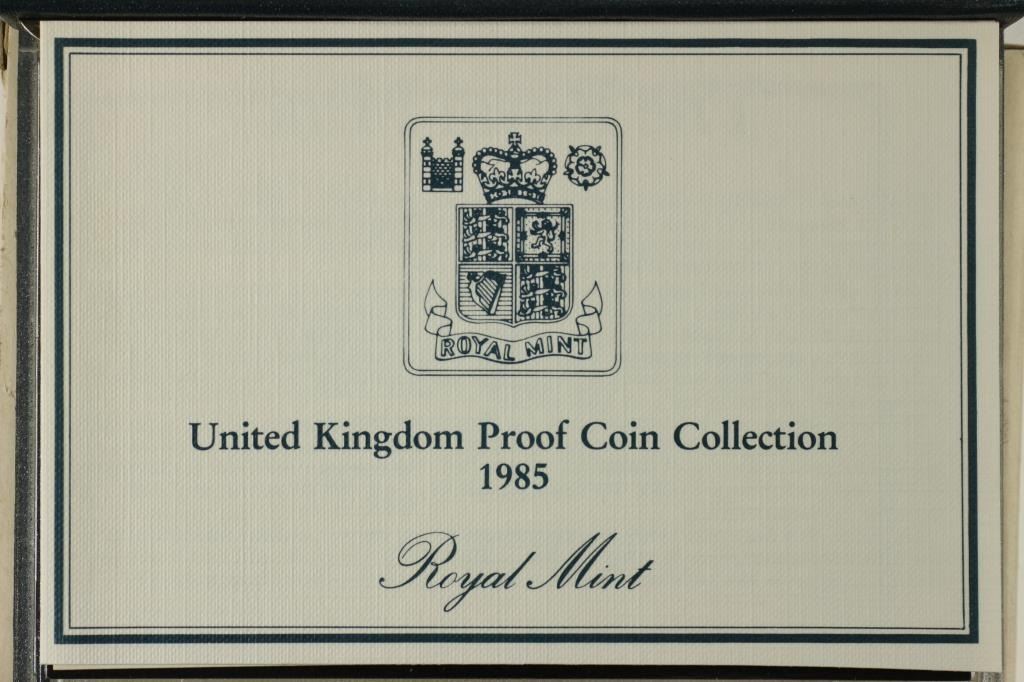 ROYAL MINT
United Kingdom Proof Coin Collection
1985
Royal Mint